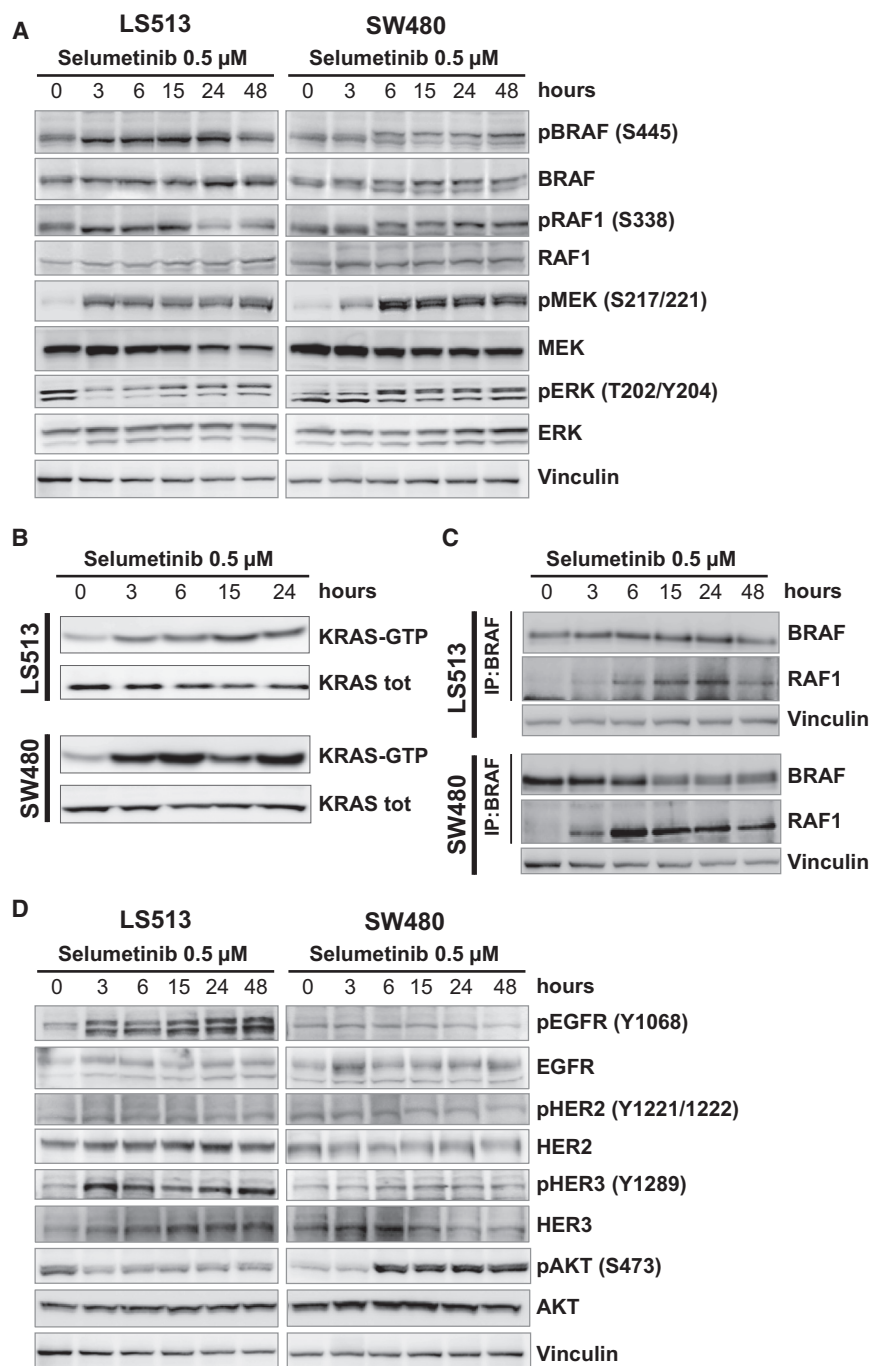 A
LS513 SW480
Selumetinib 0.5 µM Selumetinib 0.5 µM
0 3 6 15 24 48 0 3 6 15 24 48 hours
pBRAF (S445)
BRAF
pRAF1 (S338)
RAF1
pMEK (S217/221)
MEK
pERK (T202/Y204)
ERK
Vinculin
B
Selumetinib 0.5 µM
0 3 6 15 24 hours
LS513
KRAS-GTP
KRAS tot
SW480
KRAS-GTP
KRAS tot
C
Selumetinib 0.5 µM
0 3 6 15 24 48 hours
LS513
IP:BRAF
BRAF
RAF1
Vinculin
SW480
IP:BRAF
BRAF
RAF1
Vinculin
D
LS513 SW480
Selumetinib 0.5 µM Selumetinib 0.5 µM
0 3 6 15 24 48 0 3 6 15 24 48 hours
pEGFR (Y1068)
EGFR
pHER2 (Y1221/1222)
HER2
pHER3 (Y1289)
HER3
pAKT (S473)
AKT
Vinculin